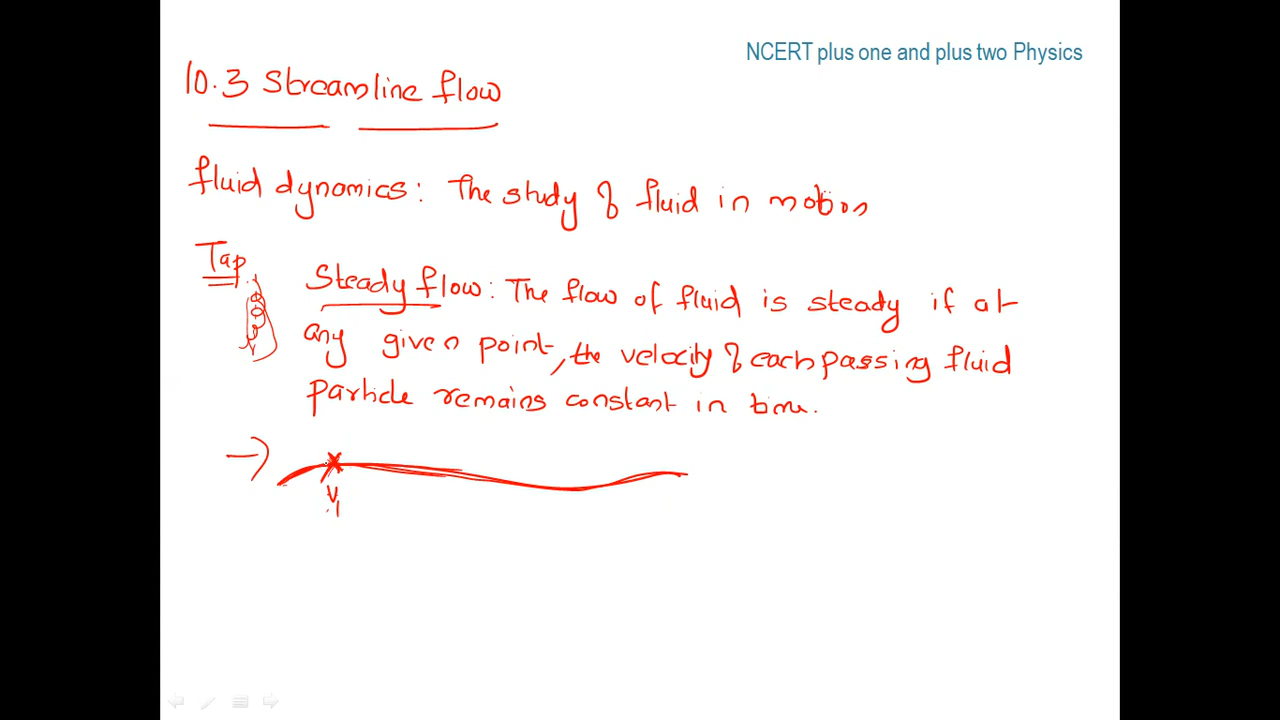 NCERT plus one and plus two Physics
10.3 Streamline flow
fluid dynamics: The study of fluid in motion
Tap
Steady flow: The flow of fluid is steady if at
any given point, the velocity of each passing fluid
particle remains constant in time.
V1